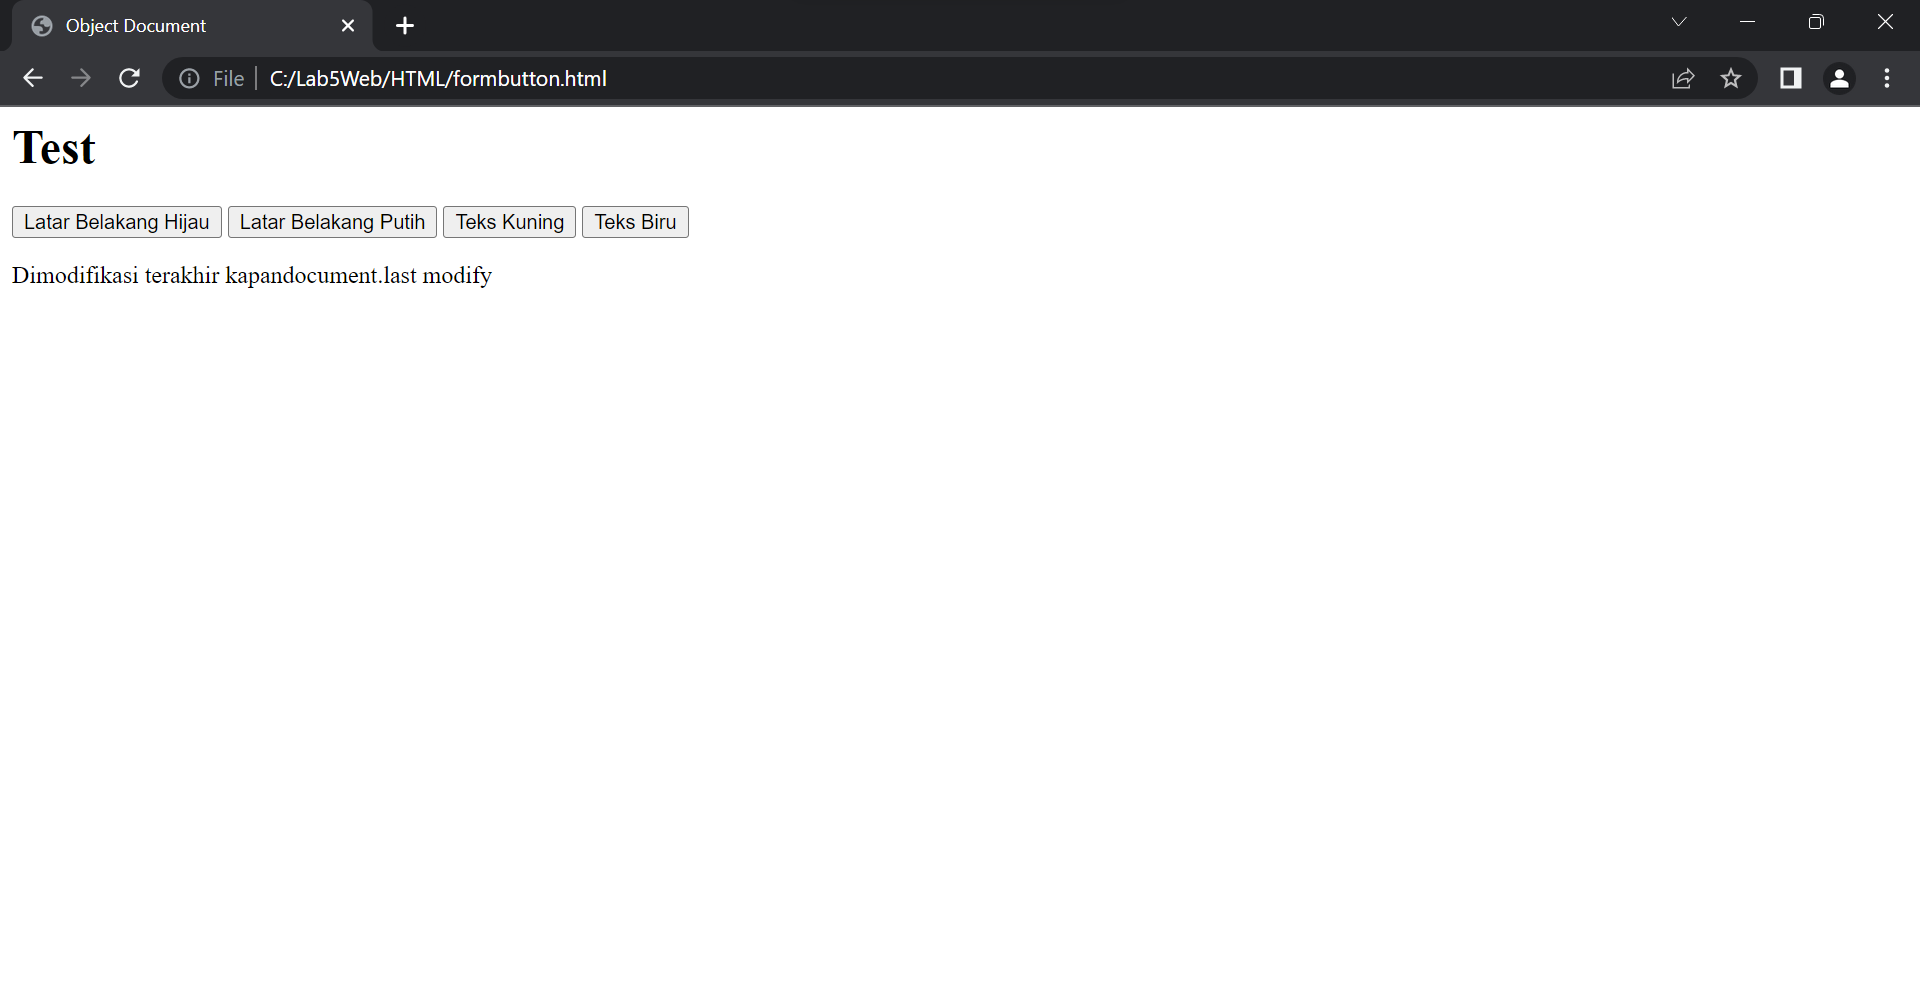 Object Document
File C:/Lab5Web/HTML/formbutton.html
Test
Latar Belakang Hijau Latar Belakang Putih Teks Kuning Teks Biru
Dimodifikasi terakhir kapandocument.last modify